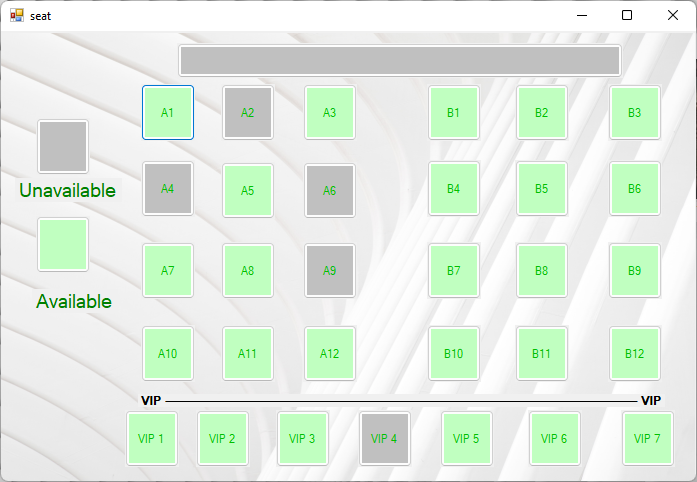 seat
A1 A2 A3 B1 B2 B3
A4 A5 A6 B4 B5 B6
Unavailable
A7 A8 A9 B7 B8 B9
Available
A10 A11 A12 B10 B11 B12
VIP VIP
VIP 1 VIP 2 VIP 3 VIP 4 VIP 5 VIP 6 VIP 7